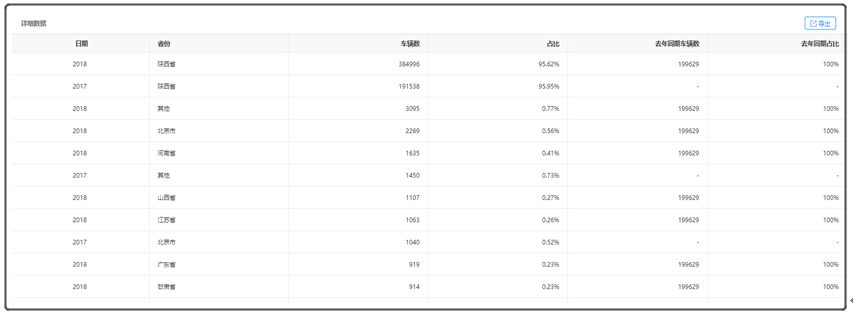 详细数据
导出
日期 省份 车辆数 占比 去年同期车辆数 去年同期占比
2018 陕西省 384996 95.62% 199629 100%
2017 陕西省 191538 95.95% - -
2018 其他 3095 0.77% 199629 100%
2018 北京市 2269 0.56% 199629 100%
2018 河南省 1635 0.41% 199629 100%
2017 其他 1450 0.73% - -
2018 山西省 1107 0.27% 199629 100%
2018 江苏省 1063 0.26% 199629 100%
2017 北京市 1040 0.52% - -
2018 广东省 919 0.23% 199629 100%
2018 甘肃省 914 0.23% 199629 100%